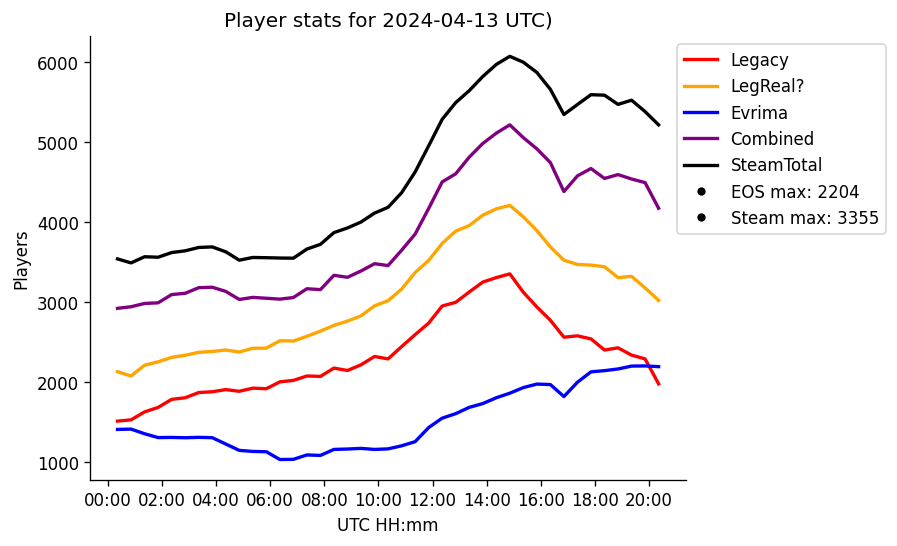 Player stats for 2024-04-13 UTC)
6000
5000
4000
3000
2000
1000
Players
00:00 02:00 04:00 06:00 08:00 10:00 12:00 14:00 16:00 18:00 20:00
UTC HH:mm
Legacy
LegReal?
Evrima
Combined
SteamTotal
EOS max: 2204
Steam max: 3355